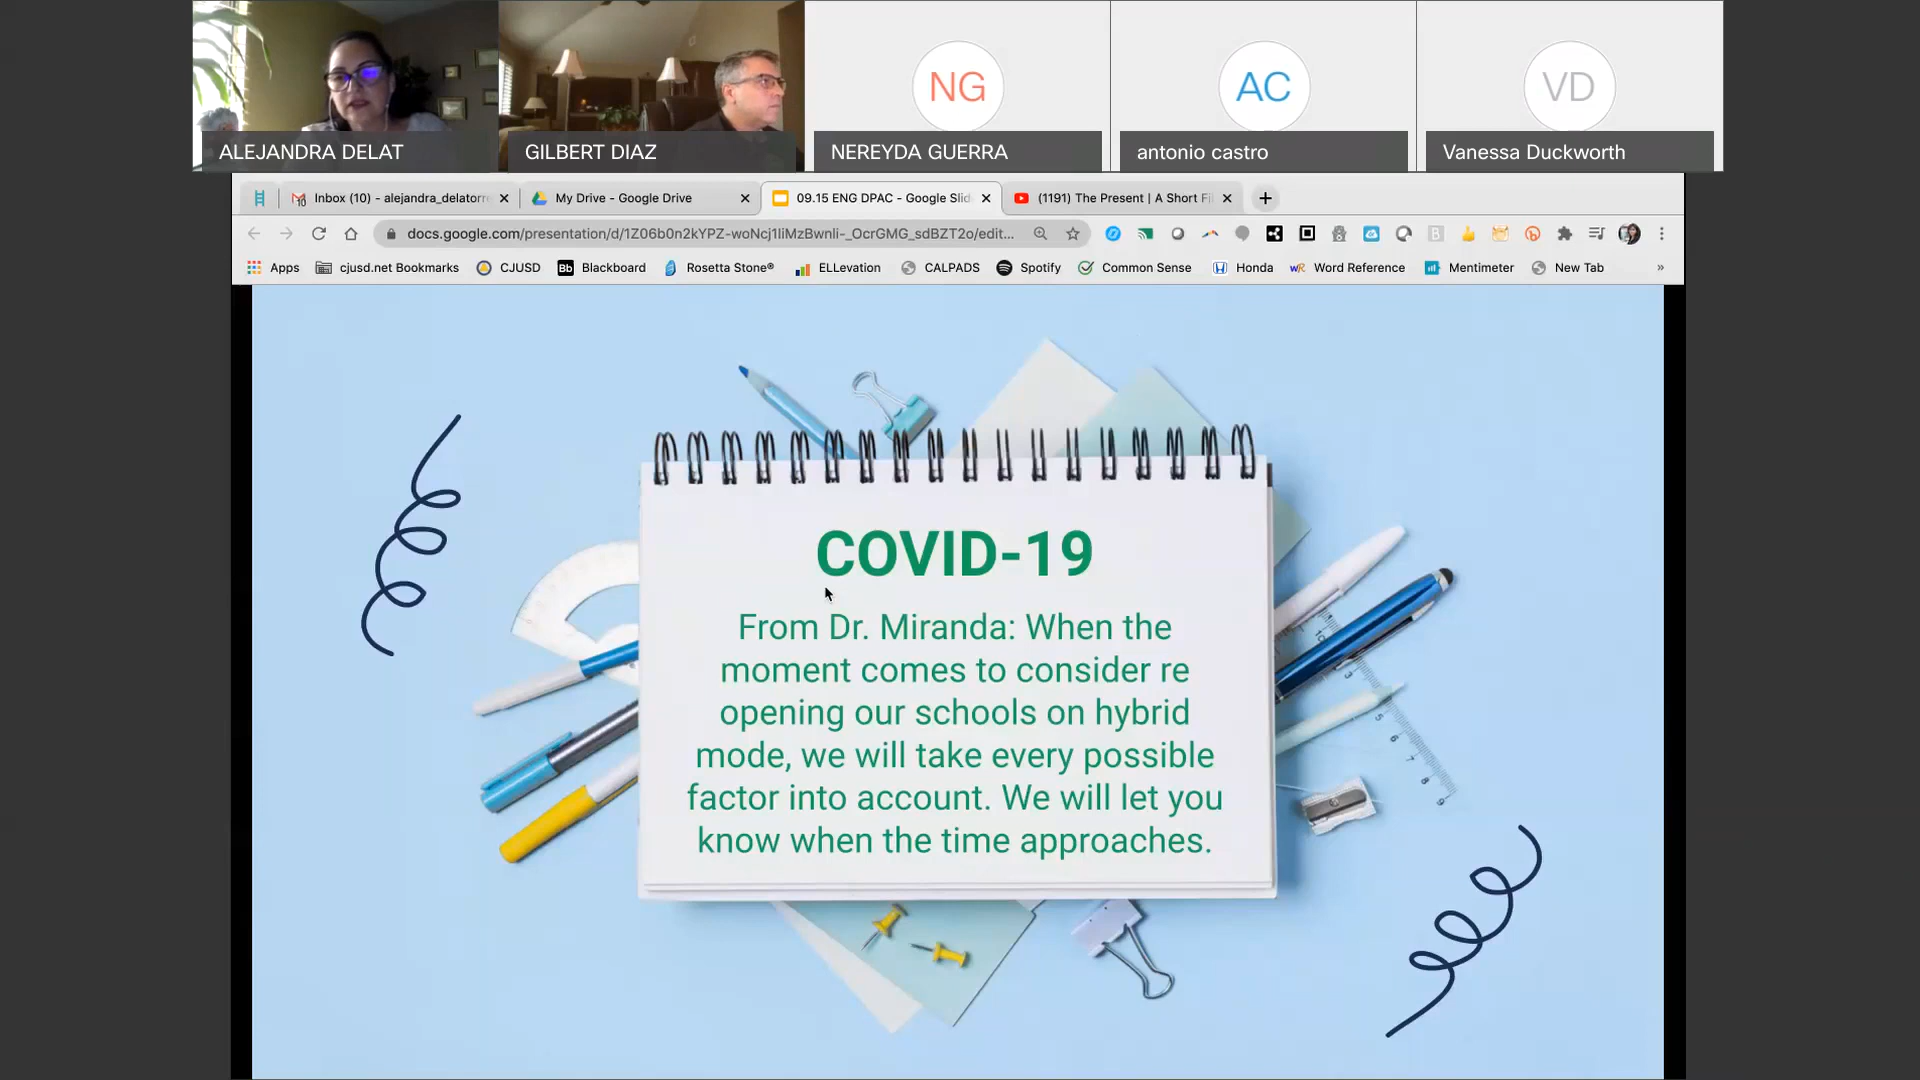 ALEJANDRA DELAT
GILBERT DIAZ
NG
NEREYDA GUERRA
AC
antonio castro
VD
Vanessa Duckworth
Inbox (10) - alejandra_delatorre
My Drive - Google Drive
09.15 ENG DPAC - Google Slid
(1191) The Present | A Short Fi
docs.google.com/presentation/d/1Z06b0n2kYPZ-woNcj1liMzBwnli-_OcrGMG_sdBZT2o/edit...
Apps
cjusd.net Bookmarks
CJUSD
Bb Blackboard
Rosetta Stone®
ELLevation
CALPADS
Spotify
Common Sense
Honda
WR Word Reference
Mentimeter
New Tab
»
COVID-19
From Dr. Miranda: When the
moment comes to consider re
opening our schools on hybrid
mode, we will take every possible
factor into account. We will let you
know when the time approaches.